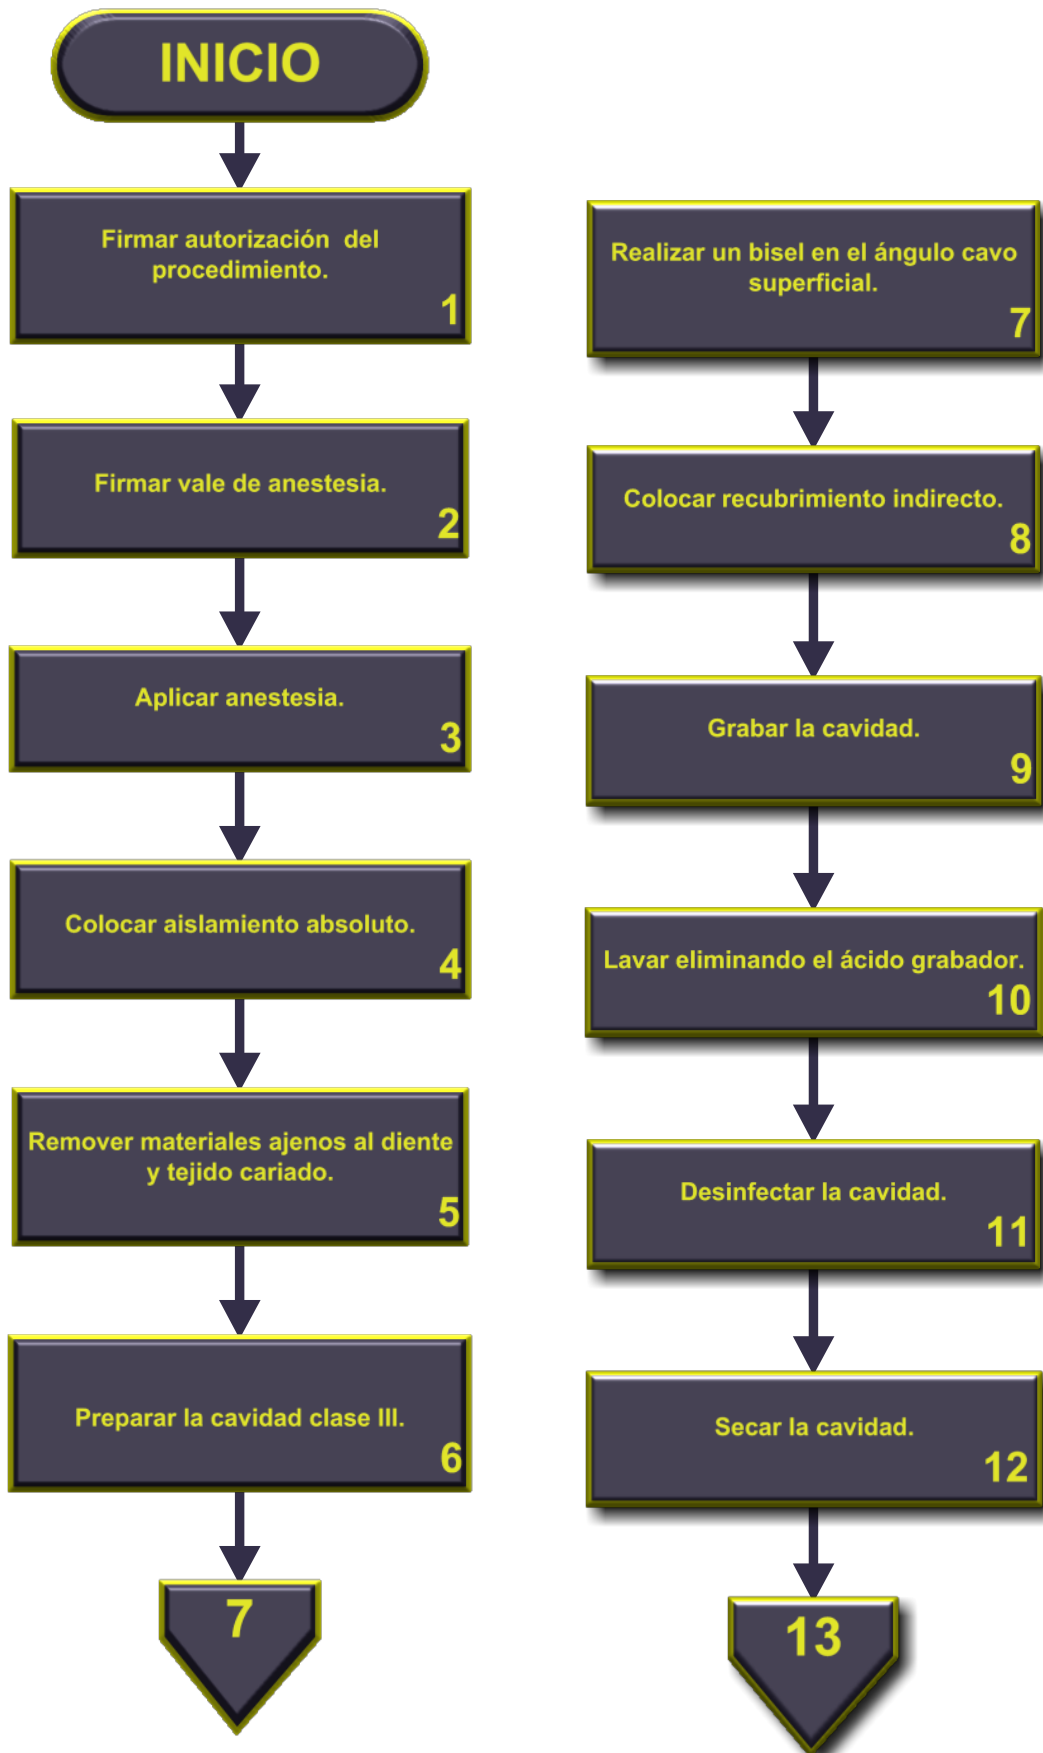 INICIO
Firmar autorización del
procedimiento.
1
Firmar vale de anestesia.
2
Aplicar anestesia.
3
Colocar aislamiento absoluto.
4
Remover materiales ajenos al diente
y tejido cariado.
5
Preparar la cavidad clase III.
6
7
Realizar un bisel en el ángulo cavo
superficial.
7
Colocar recubrimiento indirecto.
8
Grabar la cavidad.
9
Lavar eliminando el ácido grabador.
10
Desinfectar la cavidad.
11
Secar la cavidad.
12
13